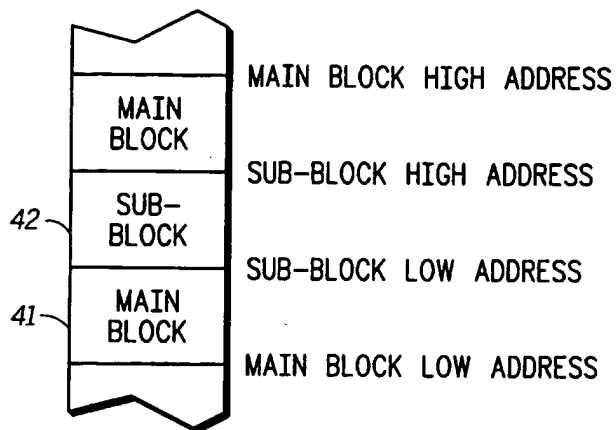 MAIN BLOCK HIGH ADDRESS
MAIN
BLOCK
SUB-BLOCK HIGH ADDRESS
42
SUB-
BLOCK
SUB-BLOCK LOW ADDRESS
41
MAIN
BLOCK
MAIN BLOCK LOW ADDRESS